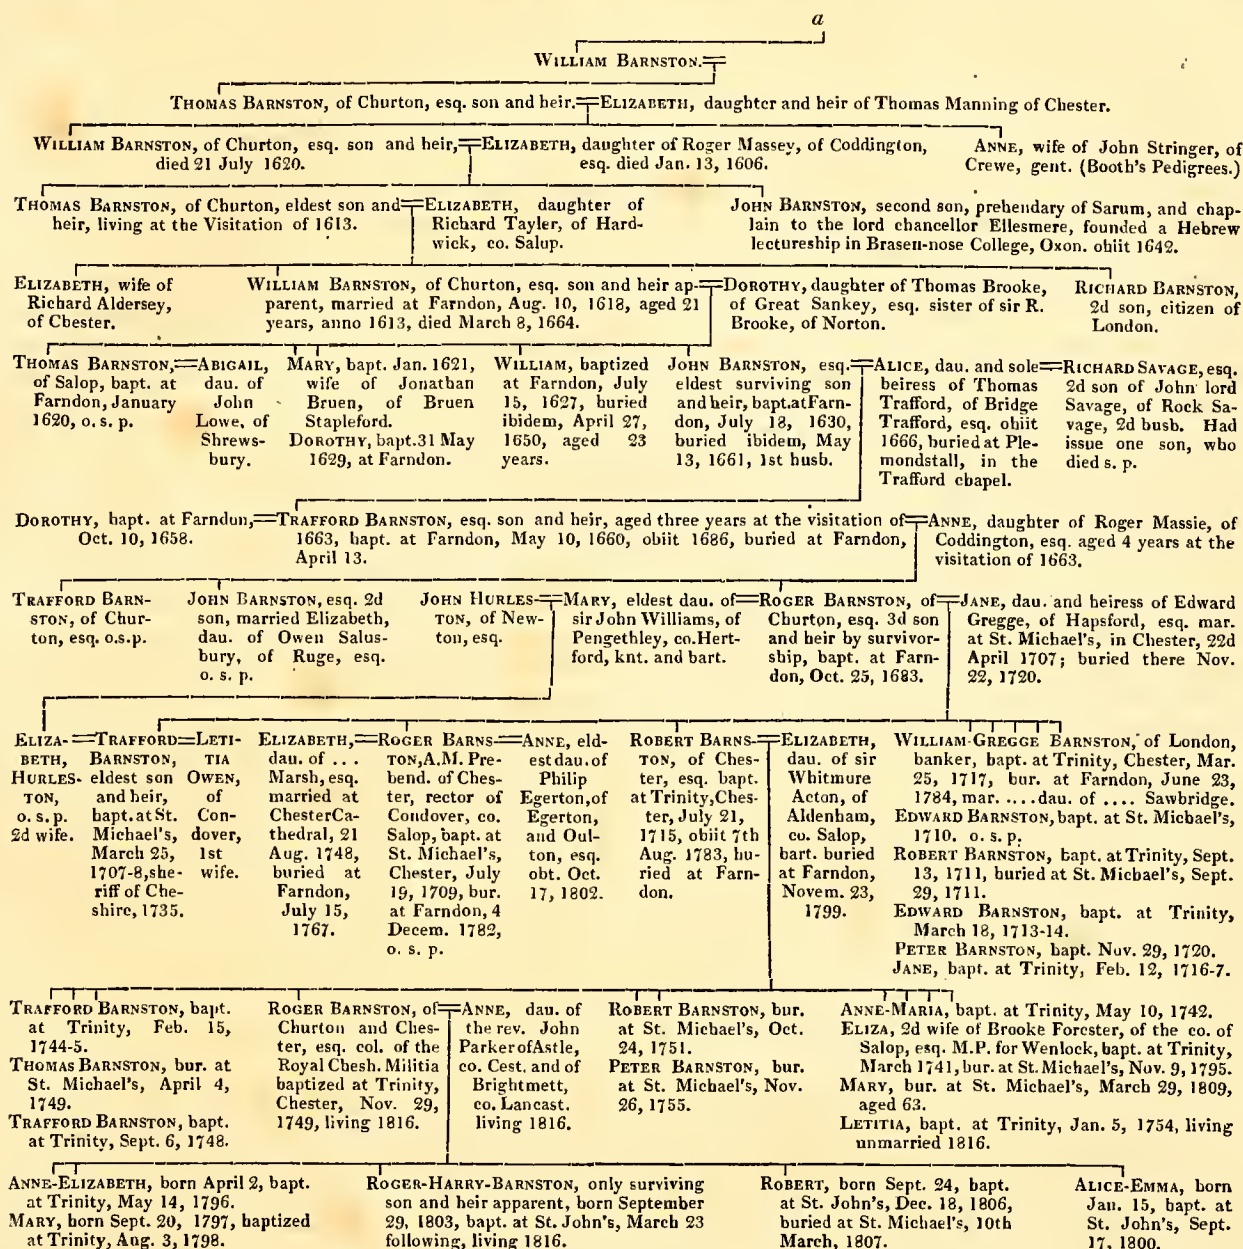 a
WILLIAM BARNSTON.
THOMAS BARNSTON, of Churton, esq. son and heir. ELIZABETH, daughter and heir of Thomas Manning of Chester.
WILLIAM BARNSTON, of Churton, esq. son and heir,
died 21 July 1620.
ELIZABETH, daughter of Roger Massey, of Coddington,
esq. died Jan. 13, 1606.
ANNE, wife of John Stringer, of
Crewe, gent. (Booth's Pedigrees.)
THOMAS BARNSTON, of Churton, eldest son and
heir, living at the Visitation of 1613.
ELIZABETH, daughter of
Richard Tayler, of Hard-
wick, co. Salup.
JOHN BARNSTON, second son, prehendary of Sarum, and chap-
lain to the lord chancellor Ellesmere, founded a Hebrew
lectureship in Brasen-nose College, Oxon. obiit 1642.
ELIZABETH, wife of
Richard Aldersey,
of Chester.
WILLIAM BARNSTON, of Churton, esq. son and heir ap-
parent, married at Farndon, Aug. 10, 1618, aged 21
years, anno 1613, died March 8, 1664.
DOROTHY, daughter of Thomas Brooke,
of Great Sankey, esq. sister of sir R.
Brooke, of Norton.
RICHARD BARNSTON,
2d son, citizen of
London.
THOMAS BARNSTON,
of Salop, bapt. at
Farndon, January
1620, o. s. p.
ABIGAIL,
dau. of
John
Lowe, of
Shrews-
bury.
MARY, bapt. Jan. 1621,
wife of Jonathan
Bruen, of Bruen
Stapleford.
DOROTHY, bapt. 31 May
1629, at Farndon.
WILLIAM, baptized
at Farndon, July
15, 1627, buried
ibidem, April 27,
1650, aged 23
years.
JOHN BARNSTON, esq.
eldest surviving son
and heir, bapt. at Farn-
don, July 18, 1630,
buried ibidem, May
13, 1661, 1st husb.
ALICE, dau. and sole
heiress of Thomas
Trafford, of Bridge
Trafford, esq. obiit
1666, buried at Ple-
mondstall, in the
Trafford chapel.
RICHARD SAVAGE, esq.
2d son of John lord
Savage, of Rock Sa-
vage, 2d husb. Had
issue one son, who
died s. p.
DOROTHY, bapt. at Farndun,
Oct. 10, 1658.
TRAFFORD BARNSTON, esq. son and heir, aged three years at the visitation of
1663, bapt. at Farndon, May 10, 1660, obiit 1686, buried at Farndon,
April 13.
ANNE, daughter of Roger Massie, of
Coddington, esq. aged 4 years at the
visitation of 1663.
TRAFFORD BARN-
STON, of Chur-
ton, esq. o.s.p.
JOHN BARNSTON, esq. 2d
son, married Elizabeth,
dau. of Owen Salus-
bury, of Ruge, esq.
o. s. p.
JOHN HURLES-
TON, of New-
ton, esq.
MARY, eldest dau. of
sir John Williams, of
Pengethley, co. Hert-
ford, knt. and bart.
ROGER BARNSTON, of
Churton, esq. 3d son
and heir by survivor-
ship, bapt. at Farn-
don, Oct. 25, 1683.
JANE, dau. and heiress of Edward
Gregge, of Hapsford, esq. mar.
at St. Michael's, in Chester, 22d
April 1707; buried there Nov.
22, 1720.
ELIZA-
BETH,
HURLES-
TON,
o. s. p.
2d wife.
TRAFFORD
BARNSTON,
eldest son
and heir,
bapt. at St.
Michael's,
March 25,
1707-8, she-
riff of Che-
shire, 1735.
LETI-
TIA
OWEN,
of
Con-
dover,
1st
wife.
ELIZABETH,
dau. of ...
Marsh, esq.
married at
Chester Ca-
thedral, 21
Aug. 1748,
buried at
Farndon,
July 15,
1767.
ROGER BARNS-
TON, A.M. Pre-
bend. of Ches-
ter, rector of
Condover, co.
Salop, bapt. at
St. Michael's,
Chester, July
19, 1709, bur.
at Farndon, 4
Decem. 1782,
o. s. p.
ANNE, eld-
est dau. of
Philip
Egerton, of
Egerton,
and Oul-
ton, esq.
obt. Oct.
17, 1802.
ROBERT BARNS-
TON, of Ches-
ter, esq. bapt.
at Trinity, Ches-
ter, July 21,
1715, obiit 7th
Aug. 1783, bu-
ried at Farn-
don.
ELIZABETH,
dau. of sir
Whitmore
Acton, of
Aldenham,
co. Salop,
bart. buried
at Farndon,
Novem. 23,
1799.
WILLIAM-GREGGE BARNSTON, of London,
banker, bapt. at Trinity, Chester, Mar.
25, 1717, bur. at Farndon, June 23,
1784, mar. .... dau. of .... Sawbridge.
EDWARD BARNSTON, bapt. at St. Michael's,
1710. o. s. p.
ROBERT BARNSTON, bapt. at Trinity, Sept.
13, 1711, buried at St. Michael's, Sept.
29, 1711.
EDWARD BARNSTON, bapt. at Trinity,
March 18, 1713-14.
PETER BARNSTON, bapt. Nov. 29, 1720.
JANE, bapt. at Trinity, Feb. 12, 1716-7.
TRAFFORD BARNSTON, bapt.
at Trinity, Feb. 15,
1744-5.
THOMAS BARNSTON, bur. at
St. Michael's, April 4,
1749.
TRAFFORD BARNSTON, bapt.
at Trinity, Sept. 6, 1748.
ROGER BARNSTON, of
Churton and Ches-
ter, esq. col. of the
Royal Chesh. Militia
baptized at Trinity,
Chester, Nov. 29,
1749, living 1816.
ANNE, dau. of
the rev. John
Parker of Astle,
co. Cest. and of
Brightmett,
co. Lancast.
living 1816.
ROBERT BARNSTON, bur.
at St. Michael's, Oct.
24, 1751.
PETER BARNSTON, bur.
at St. Michael's, Nov.
26, 1755.
ANNE-MARIA, bapt. at Trinity, May 10, 1742.
ELIZA, 2d wife of Brooke Forester, of the co. of
Salop, esq. M.P. for Wenlock, bapt. at Trinity,
March 1741, bur. at St. Michael's, Nov. 9, 1795.
MARY, bur. at St. Michael's, March 29, 1809,
aged 63.
LETITIA, bapt. at Trinity, Jan. 5, 1754, living
unmarried 1816.
ANNE-ELIZABETH, born April 2, bapt.
at Trinity, May 14, 1796.
MARY, born Sept. 20, 1797, baptized
at Trinity, Aug. 3, 1798.
ROGER-HARRY-BARNSTON, only surviving
son and heir apparent, born September
29, 1803, bapt. at St. John's, March 23
following, living 1816.
ROBERT, born Sept. 24, bapt.
at St. John's, Dec. 18, 1806,
buried at St. Michael's, 10th
March, 1807.
ALICE-EMMA, born
Jan. 15, bapt. at
St. John's, Sept.
17, 1800.